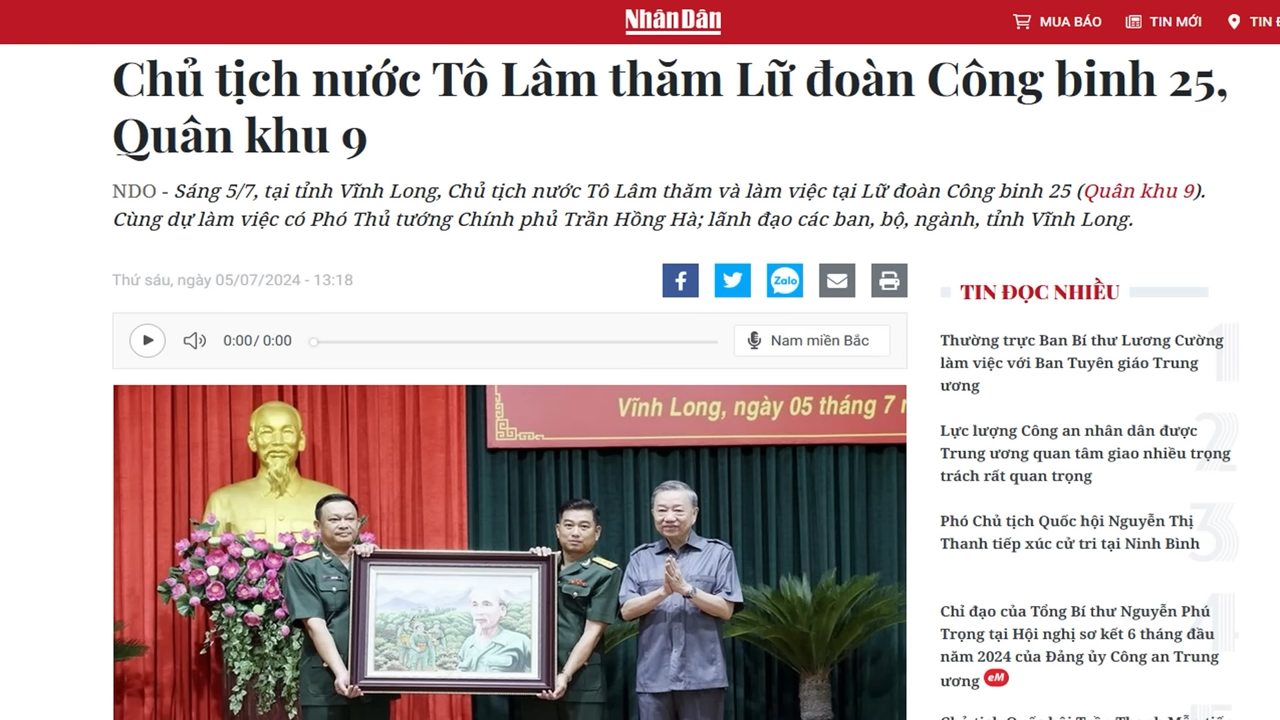 NhânDân
MUA BÁO
TIN MỚI
TIN
Chủ tịch nước Tô Lâm thăm Lữ đoàn Công binh 25,
Quân khu 9
NDO - Sáng 5/7, tại tỉnh Vĩnh Long, Chủ tịch nước Tô Lâm thăm và làm việc tại Lữ đoàn Công binh 25 (Quân khu 9).
Cùng dự làm việc có Phó Thủ tướng Chính phủ Trần Hồng Hà; lãnh đạo các ban, bộ, ngành, tỉnh Vĩnh Long.
Thứ sáu, ngày 05/07/2024 - 13:18
Zalo
0:00/ 0:00
Nam miền Bắc
Vĩnh Long, ngày 05 tháng 7
TIN ĐỌC NHIỀU
1
Thường trực Ban Bí thư Lương Cường
làm việc với Ban Tuyên giáo Trung
ương
2
Lực lượng Công an nhân dân được
Trung ương quan tâm giao nhiều trọng
trách rất quan trọng
3
Phó Chủ tịch Quốc hội Nguyễn Thị
Thanh tiếp xúc cử tri tại Ninh Bình
4
Chỉ đạo của Tổng Bí thư Nguyễn Phú
Trọng tại Hội nghị sơ kết 6 tháng đầu
năm 2024 của Đảng ủy Công an Trung
ương eM